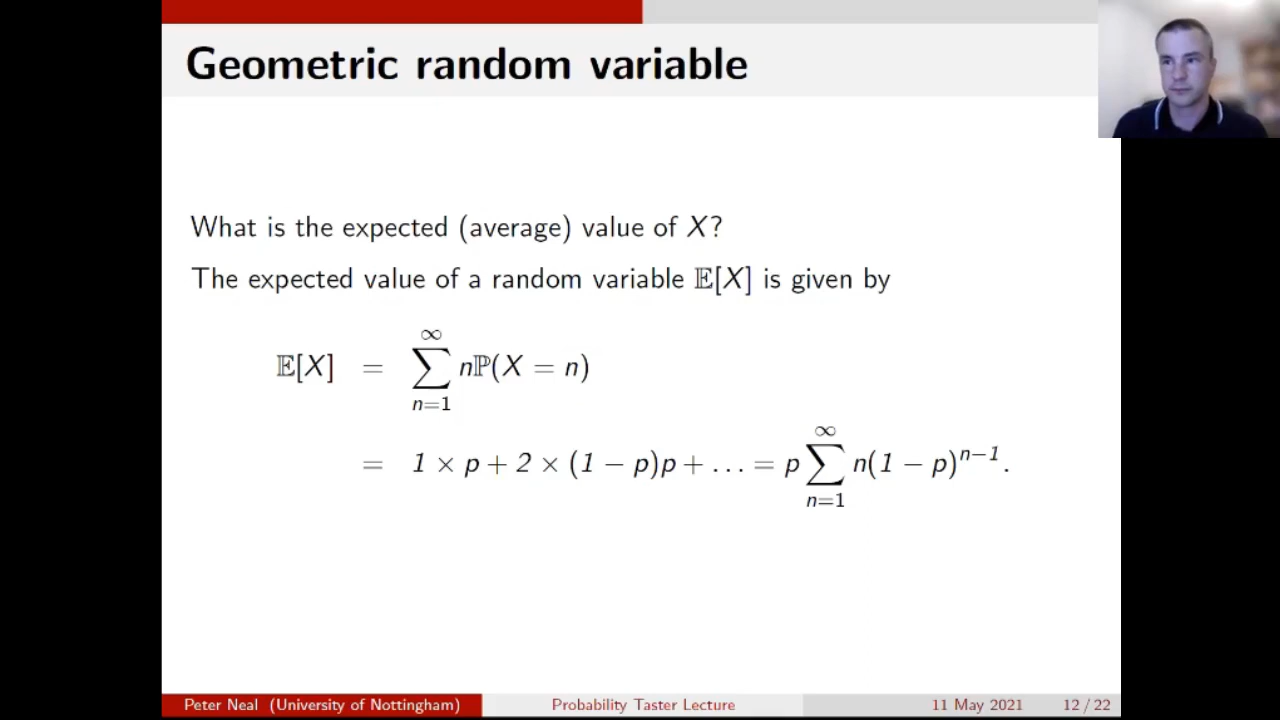 Geometric random variable
What is the expected (average) value of X?
The expected value of a random variable 𝔼[X] is given by
𝔼[X] = ∑_{n=1}^{∞} nℙ(X = n)
= 1 × p + 2 × (1 − p)p + … = p ∑_{n=1}^{∞} n(1 − p)^{n−1}.
Peter Neal (University of Nottingham) Probability Taster Lecture 11 May 2021 12 / 22